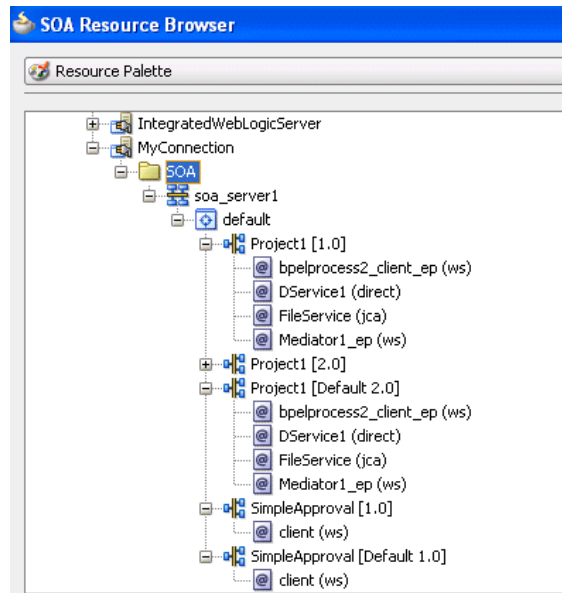 SOA Resource Browser
Resource Palette
IntegratedWebLogicServer
MyConnection
SOA
soa_server1
default
Project1 [1.0]
bpelprocess2_client_ep (ws)
DService1 (direct)
FileService (jca)
Mediator1_ep (ws)
Project1 [2.0]
Project1 [Default 2.0]
bpelprocess2_client_ep (ws)
DService1 (direct)
FileService (jca)
Mediator1_ep (ws)
SimpleApproval [1.0]
client (ws)
SimpleApproval [Default 1.0]
client (ws)